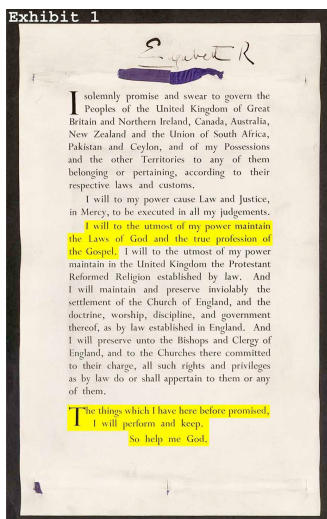 Exhibit 1
Elizabeth R
I solemnly promise and swear to govern the
Peoples of the United Kingdom of Great
Britain and Northern Ireland, Canada, Australia,
New Zealand and the Union of South Africa,
Pakistan and Ceylon, and of my Possessions
and the other Territories to any of them
belonging or pertaining, according to their
respective laws and customs.
I will to my power cause Law and Justice,
in Mercy, to be executed in all my judgements.
I will to the utmost of my power maintain
the Laws of God and the true profession of
the Gospel. I will to the utmost of my power
maintain in the United Kingdom the Protestant
Reformed Religion established by law. And
I will maintain and preserve inviolably the
settlement of the Church of England, and the
doctrine, worship, discipline, and government
thereof, as by law established in England. And
I will preserve unto the Bishops and Clergy of
England, and to the Churches there committed
to their charge, all such rights and privileges
as by law do or shall appertain to them or any
of them.
The things which I have here before promised,
I will perform and keep.
So help me God.